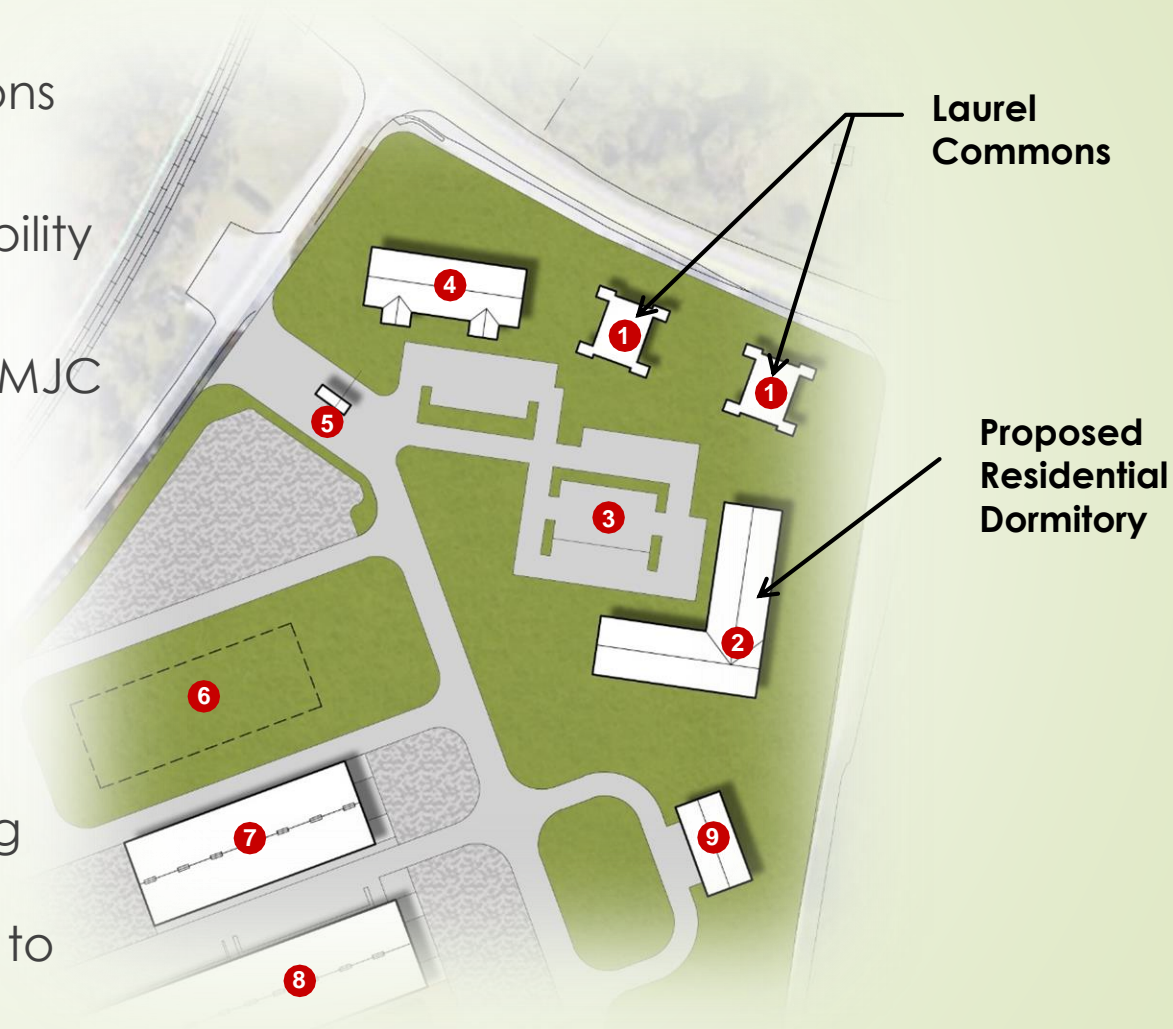 ons
bility
MJC
g
to
Laurel
Commons
Proposed
Residential
Dormitory
4
1
1
5
3
2
6
7
9
8